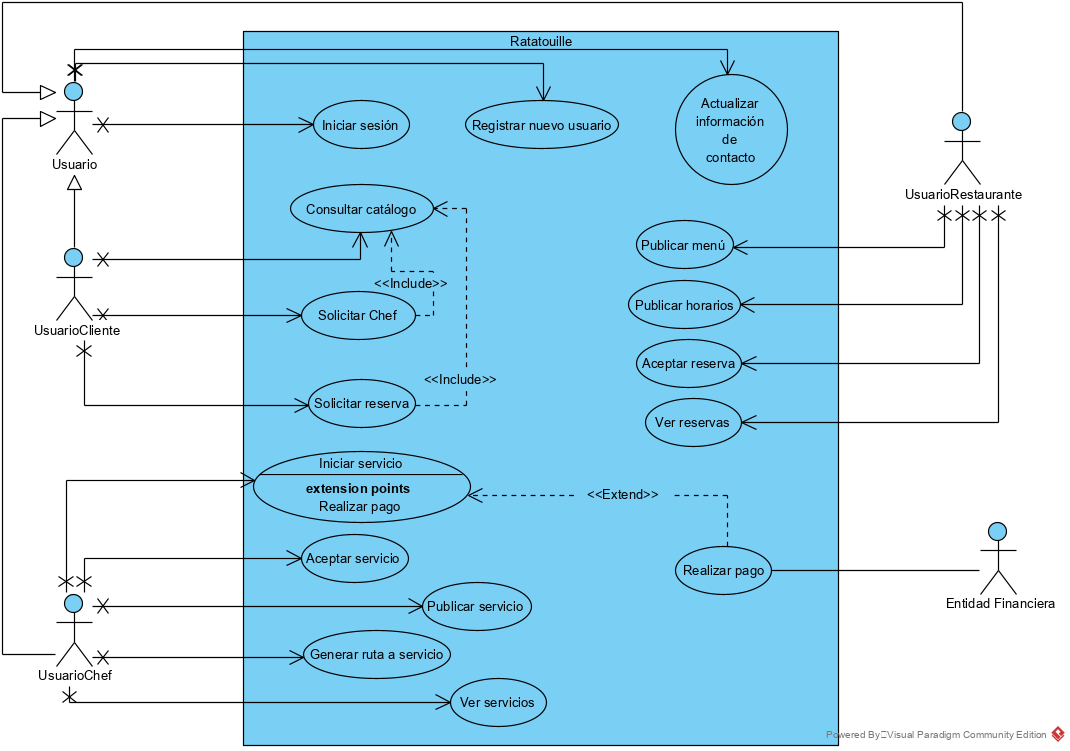 Ratatouille
Usuario
Iniciar sesión
Registrar nuevo usuario
Actualizar
información
de
contacto
UsuarioRestaurante
Consultar catálogo
<<Include>>
Solicitar Chef
UsuarioCliente
<<Include>>
Solicitar reserva
Publicar menú
Publicar horarios
Aceptar reserva
Ver reservas
Iniciar servicio
extension points
Realizar pago
<<Extend>>
Aceptar servicio
Realizar pago
Entidad Financiera
Publicar servicio
Generar ruta a servicio
UsuarioChef
Ver servicios
Powered By Visual Paradigm Community Edition